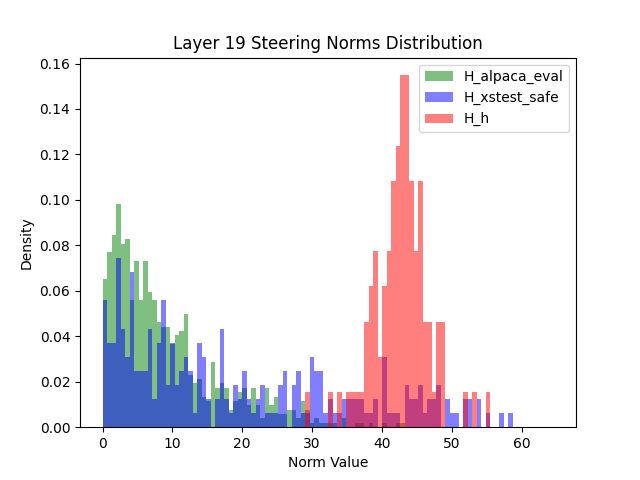 Layer 19 Steering Norms Distribution
H_alpaca_eval
H_xstest_safe
H_h
Density
0.16
0.14
0.12
0.10
0.08
0.06
0.04
0.02
0.00
0 10 20 30 40 50 60
Norm Value